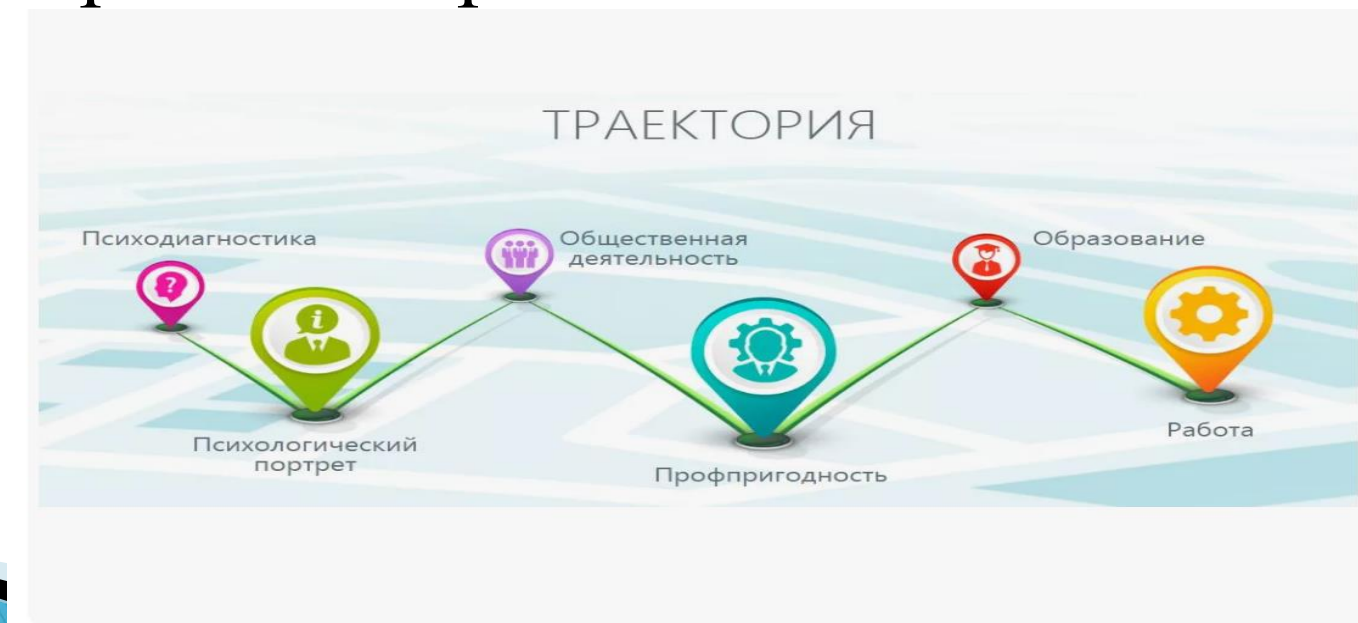 ТРАЕКТОРИЯ
Психодиагностика
Общественная
деятельность
Образование
Психологический
портрет
Профпригодность
Работа
?
i